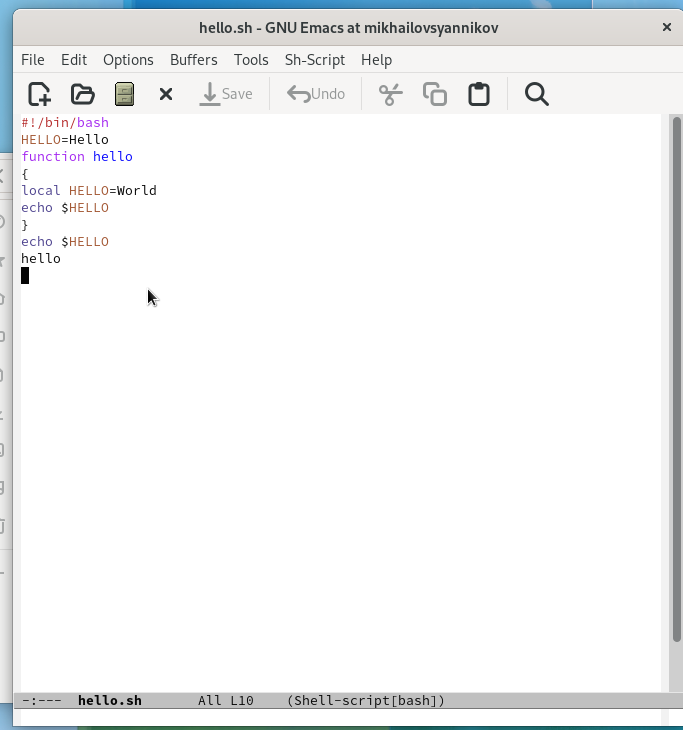 hello.sh - GNU Emacs at mikhailovsyannikov
File Edit Options Buffers Tools Sh-Script Help
Save Undo
#!/bin/bash
HELLO=Hello
function hello
{
local HELLO=World
echo $HELLO
}
echo $HELLO
hello
-:--- hello.sh All L10 (Shell-script[bash])